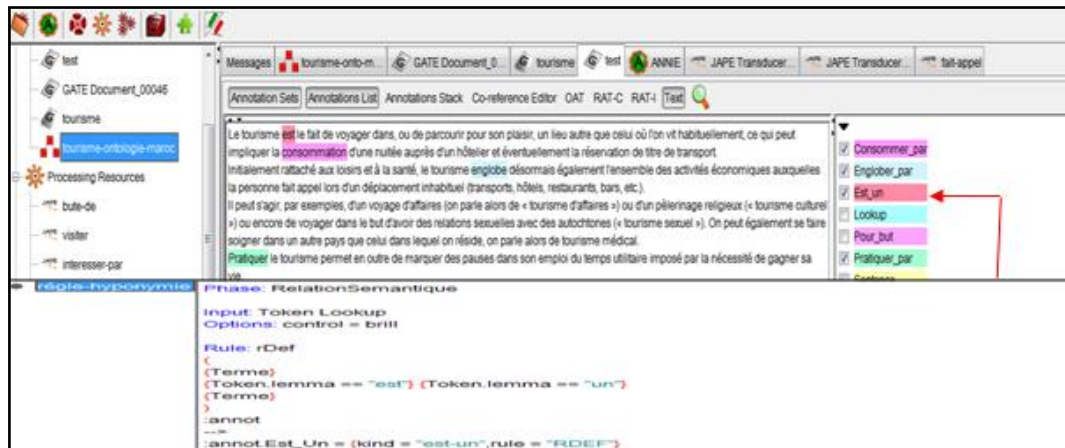 test
GATE Document_00046
tourisme
tourisme-ontologie-maroc
Processing Resources
bute-de
visiter
interesser-par
Messages tourisme-onto-m... GATE Document_0... tourisme test ANNIE JAPE Transducer... JAPE Transducer... fait-appel
Annotation Sets Annotations List Annotations Stack Co-reference Editor OAT RAT-C RAT-I Text
Le tourisme est le fait de voyager dans, ou de parcourir pour son plaisir, un lieu autre que celui où l'on vit habituellement, ce qui peut
impliquer la consommation d'une nuitée auprès d'un hôtelier et éventuellement la réservation de titre de transport.
Initialement rattaché aux loisirs et à la santé, le tourisme englobe désormais également l'ensemble des activités économiques auxquelles
la personne fait appel lors d'un déplacement inhabituel (transports, hôtels, restaurants, bars, etc.).
Il peut s'agir, par exemples, d'un voyage d'affaires (on parle alors de « tourisme d'affaires ») ou d'un pèlerinage religieux (« tourisme culturel
») ou encore de voyager dans le but d'avoir des relations sexuelles avec des autochtones (« tourisme sexuel »). On peut également se faire
soigner dans un autre pays que celui dans lequel on réside, on parle alors de tourisme médical.
Pratiquer le tourisme permet en outre de marquer des pauses dans son emploi du temps utilitaire imposé par la nécessité de gagner sa
vie.
Consommer_par
Englober_par
Est_un
Lookup
Pour_but
Pratiquer_par
Sentence
régle-hyponymie
Phase: RelationSemantique
Input: Token Lookup
Options: control = brill
Rule: rDef
(
{Terme}
{Token.lemma == "est"} {Token.lemma == "un"}
{Terme}
)
:annot
-->
:annot.Est_Un = {kind = "est-un",rule = "RDEF"}